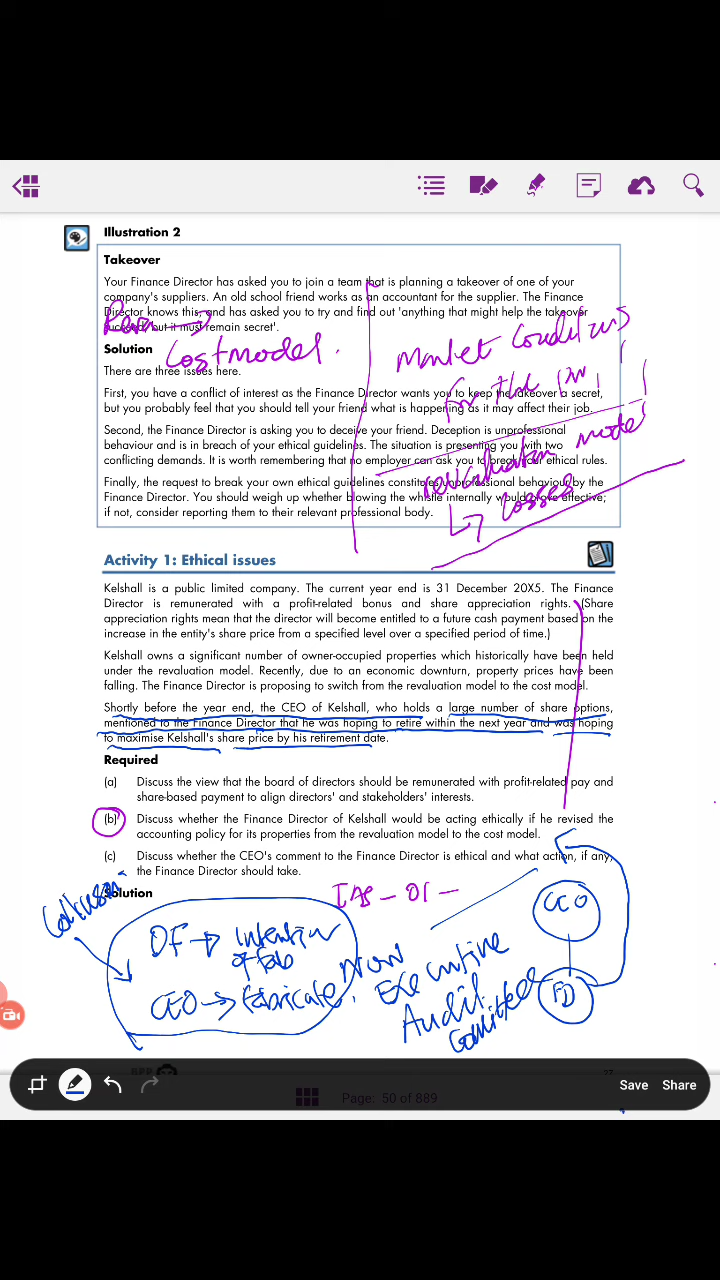 Illustration 2
Takeover
Your Finance Director has asked you to join a team that is planning a takeover of one of your
company's suppliers. An old school friend works as an accountant for the supplier. The Finance
Director knows this, and has asked you to try and find out 'anything that might help the takeover
succeed, but it must remain secret'.
cost model.
Market conditions
for the
revaluation model
↳ losses
Solution
There are three issues here.
First, you have a conflict of interest as the Finance Director wants you to keep the takeover a secret,
but you probably feel that you should tell your friend what is happening as it may affect their job.
Second, the Finance Director is asking you to deceive your friend. Deception is unprofessional
behaviour and is in breach of your ethical guidelines. The situation is presenting you with two
conflicting demands. It is worth remembering that no employer can ask you to break your ethical rules.
Finally, the request to break your own ethical guidelines constitutes unprofessional behaviour by the
Finance Director. You should weigh up whether blowing the whistle internally would prove effective;
if not, consider reporting them to their relevant professional body.
Activity 1: Ethical issues
Kelshall is a public limited company. The current year end is 31 December 20X5. The Finance
Director is remunerated with a profit-related bonus and share appreciation rights. (Share
appreciation rights mean that the director will become entitled to a future cash payment based on the
increase in the entity's share price from a specified level over a specified period of time.)
Kelshall owns a significant number of owner-occupied properties which historically have been held
under the revaluation model. Recently, due to an economic downturn, property prices have been
falling. The Finance Director is proposing to switch from the revaluation model to the cost model.
Shortly before the year end, the CEO of Kelshall, who holds a large number of share options,
mentioned to the Finance Director that he was hoping to retire within the next year and was hoping
to maximise Kelshall's share price by his retirement date.
Required
(a) Discuss the view that the board of directors should be remunerated with profit-related pay and
share-based payment to align directors' and stakeholders' interests.
(b) Discuss whether the Finance Director of Kelshall would be acting ethically if he revised the
accounting policy for its properties from the revaluation model to the cost model.
(c) Discuss whether the CEO's comment to the Finance Director is ethical and what action, if any,
the Finance Director should take.
Solution
Collusion
DF → Intention
of fab
CEO → Fabricate
IAS - 01 -
Non
Executive
Audit
Committee
CEO
FD
Save Share
Page: 50 of 889